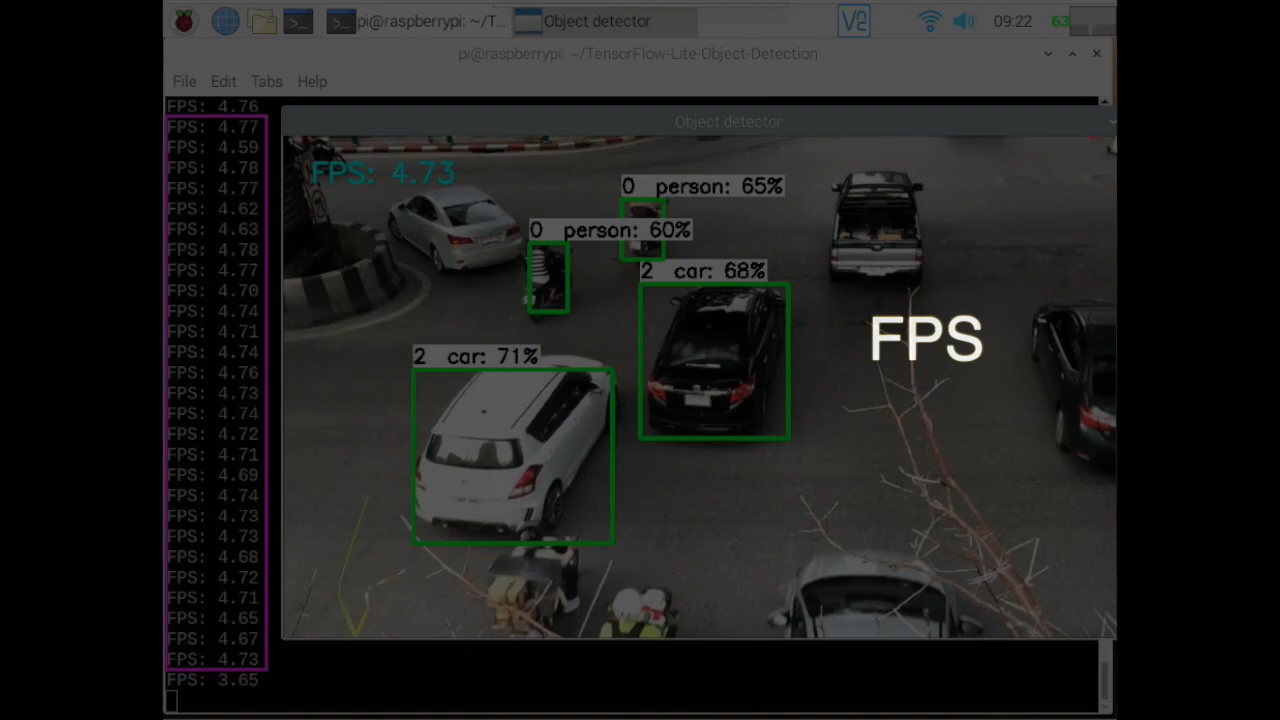 pi@raspberrypi: ~/T... Object detector VNC 09:22 63
pi@raspberrypi: ~/TensorFlow-Lite-Object-Detection
File Edit Tabs Help
FPS: 4.76
FPS: 4.77
FPS: 4.59
FPS: 4.78
FPS: 4.77
FPS: 4.62
FPS: 4.63
FPS: 4.78
FPS: 4.77
FPS: 4.70
FPS: 4.74
FPS: 4.71
FPS: 4.74
FPS: 4.76
FPS: 4.73
FPS: 4.74
FPS: 4.72
FPS: 4.71
FPS: 4.69
FPS: 4.74
FPS: 4.73
FPS: 4.73
FPS: 4.68
FPS: 4.72
FPS: 4.71
FPS: 4.65
FPS: 4.67
FPS: 4.73
FPS: 3.65
Object detector
FPS: 4.73
0 person: 65%
0 person: 60%
2 car: 68%
2 car: 71%
FPS